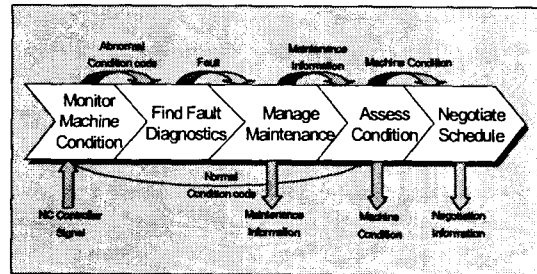 Abnormal
Condition code
Fault
Maintenance
Information
Machine Condition
Monitor
Machine
Condition
Find Fault
Diagnostics
Manage
Maintenance
Assess
Condition
Negotiate
Schedule
Normal
Condition code
NC Controller
Signal
Maintenance
Information
Machine
Condition
Negotiation
Information